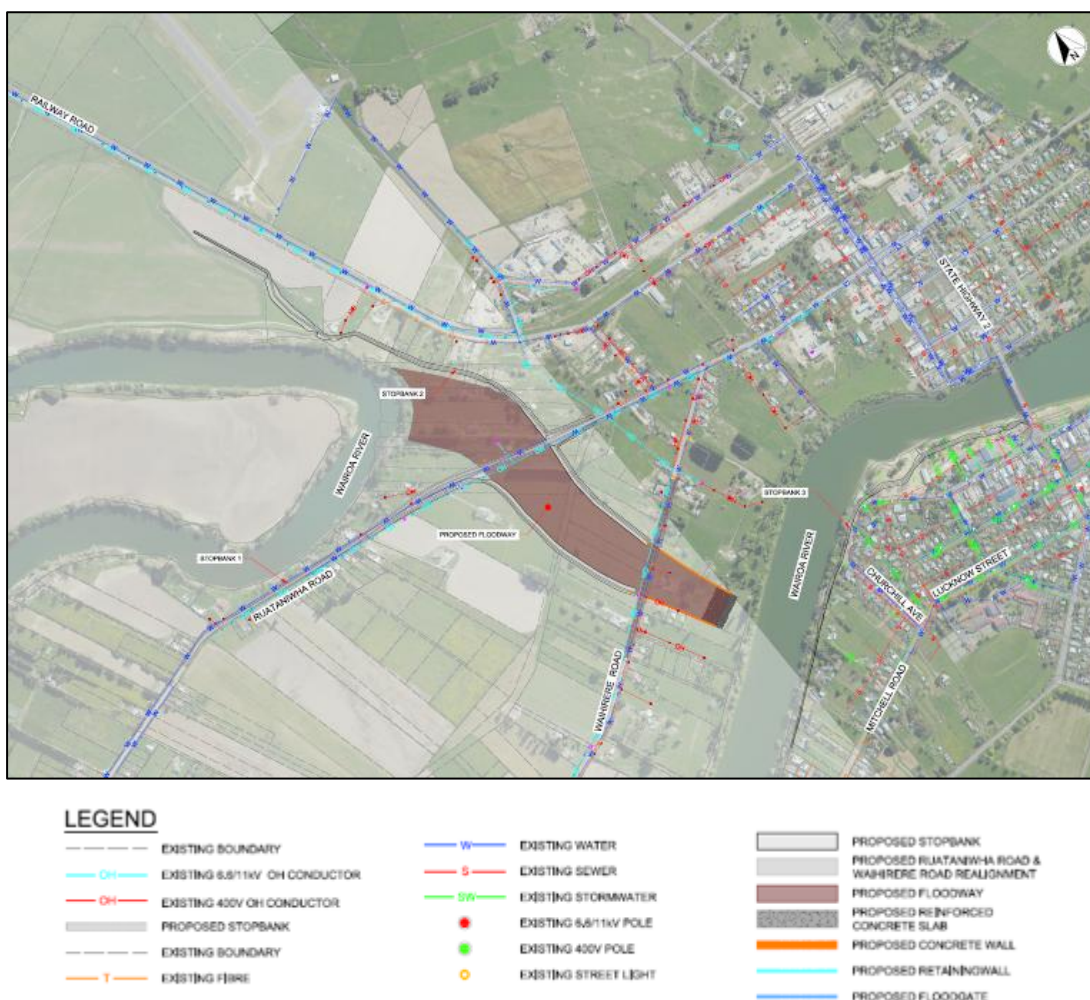 N
RAILWAY ROAD
STATE HIGHWAY 2
STOPBANK 2
WAIROA RIVER
STOPBANK 3
PROPOSED FLOODWAY
STOPBANK 1
RUATANIWHA ROAD
WAIROA RIVER
CHURCHILL AVE
LUCKNOW STREET
WAIHIRERE ROAD
MITCHELL ROAD
LEGEND
EXISTING BOUNDARY
OH EXISTING 6.6/11kV OH CONDUCTOR
OH EXISTING 400V OH CONDUCTOR
PROPOSED STOPBANK
EXISTING BOUNDARY
T EXISTING FIBRE
W EXISTING WATER
S EXISTING SEWER
SW EXISTING STORMWATER
EXISTING 6.6/11kV POLE
EXISTING 400V POLE
EXISTING STREET LIGHT
PROPOSED STOPBANK
PROPOSED RUATANIWHA ROAD &
WAIHIRERE ROAD REALIGNMENT
PROPOSED FLOODWAY
PROPOSED REINFORCED
CONCRETE SLAB
PROPOSED CONCRETE WALL
PROPOSED RETAININGWALL
PROPOSED FLOODGATE